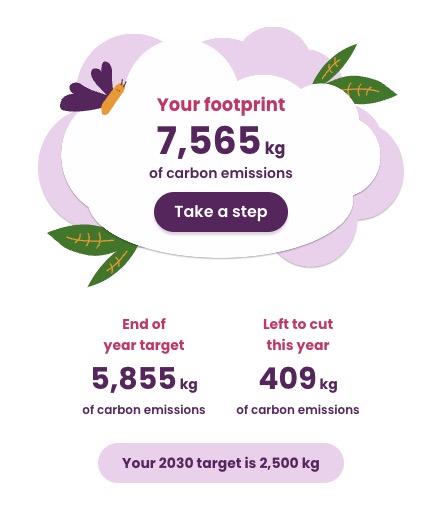 Your footprint
7,565 kg
of carbon emissions
Take a step
End of
year target
5,855 kg
of carbon emissions
Left to cut
this year
409 kg
of carbon emissions
Your 2030 target is 2,500 kg